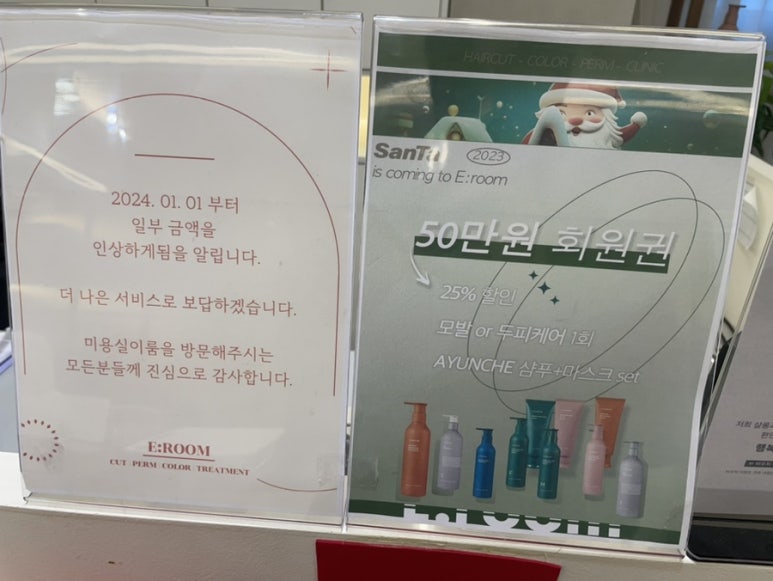 2024. 01. 01 부터
일부 금액을
인상하게됨을 알립니다.
더 나은 서비스로 보답하겠습니다.
미용실이룸을 방문해주시는
모든분들께 진심으로 감사합니다.
E:ROOM
CUT PERM COLOR TREATMENT
HAIRCUT - COLOR - PERM - CLINIC
SanTa 2023
is coming to E:room
50만원 회원권
25% 할인
모발 or 두피케어 1회
AYUNCHE 샴푸+마스크 set
E:room
저희 살롱